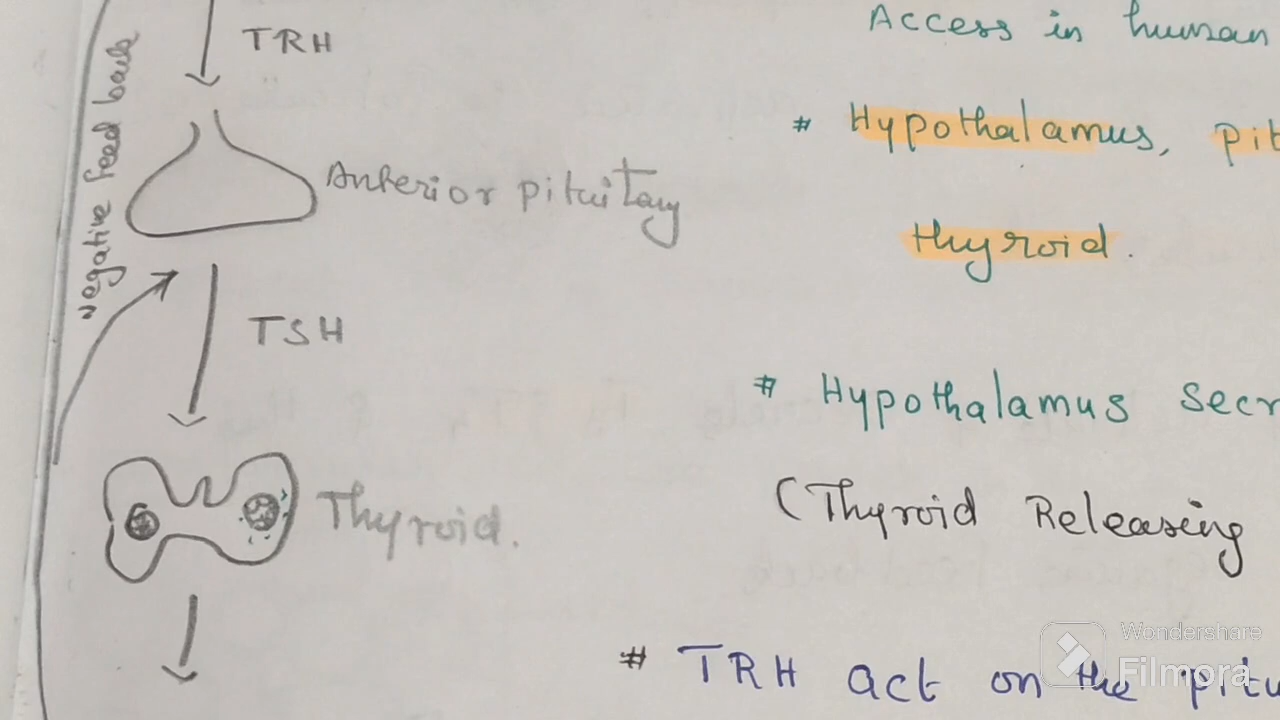 TRH
negative feed back
Anterior pituitary
TSH
Thyroid.
Access in human
# Hypothalamus, pit
thyroid.
# Hypothalamus secr
(Thyroid Releasing
# TRH act on the pitu
Wondershare
Filmora